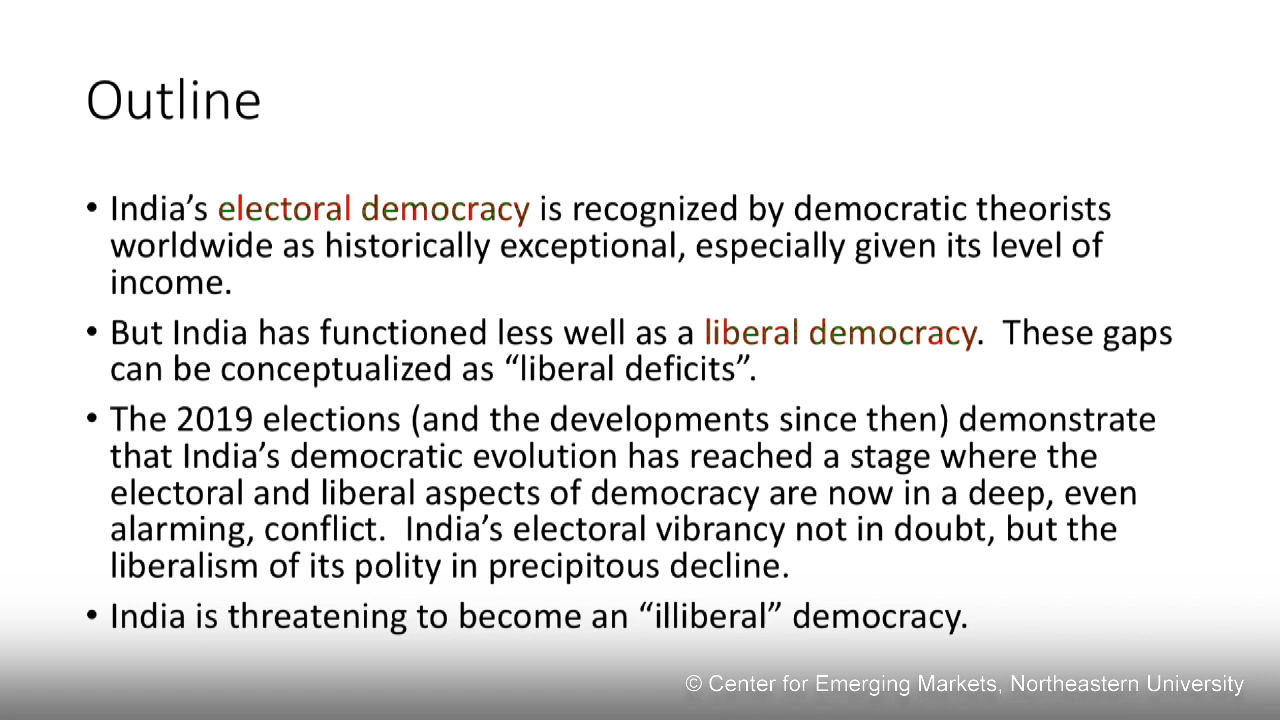 Outline
• India’s electoral democracy is recognized by democratic theorists
worldwide as historically exceptional, especially given its level of
income.
• But India has functioned less well as a liberal democracy.  These gaps
can be conceptualized as “liberal deficits”.
• The 2019 elections (and the developments since then) demonstrate
that India’s democratic evolution has reached a stage where the
electoral and liberal aspects of democracy are now in a deep, even
alarming, conflict.  India’s electoral vibrancy not in doubt, but the
liberalism of its polity in precipitous decline.
• India is threatening to become an “illiberal” democracy.
© Center for Emerging Markets, Northeastern University